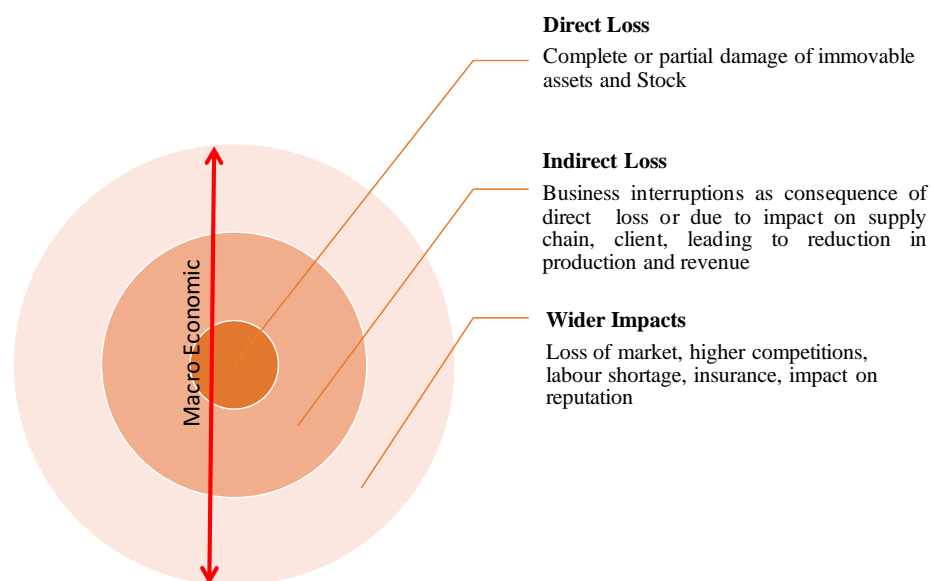 Direct Loss
Complete or partial damage of immovable
assets and Stock
Indirect Loss
Business interruptions as consequence of
direct loss or due to impact on supply
chain, client, leading to reduction in
production and revenue
Macro Economic
Wider Impacts
Loss of market, higher competitions,
labour shortage, insurance, impact on
reputation